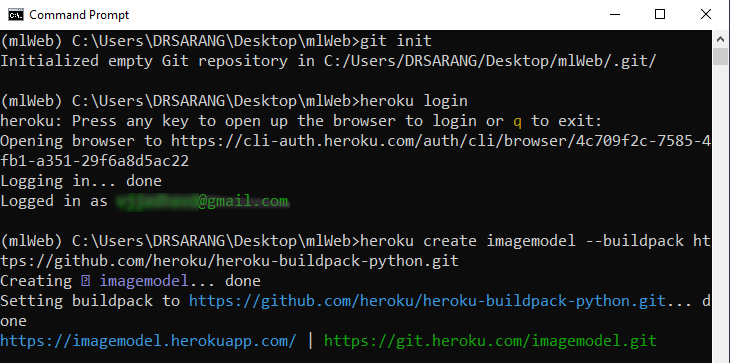 Command Prompt
(mlWeb) C:\Users\DRSARANG\Desktop\mlWeb>git init
Initialized empty Git repository in C:/Users/DRSARANG/Desktop/mlWeb/.git/
(mlWeb) C:\Users\DRSARANG\Desktop\mlWeb>heroku login
heroku: Press any key to open up the browser to login or q to exit:
Opening browser to https://cli-auth.heroku.com/auth/cli/browser/4c709f2c-7585-4
fb1-a351-29f6a8d5ac22
Logging in... done
Logged in as @gmail.com
(mlWeb) C:\Users\DRSARANG\Desktop\mlWeb>heroku create imagemodel --buildpack ht
tps://github.com/heroku/heroku-buildpack-python.git
Creating imagemodel... done
Setting buildpack to https://github.com/heroku/heroku-buildpack-python.git... d
one
https://imagemodel.herokuapp.com/ | https://git.heroku.com/imagemodel.git